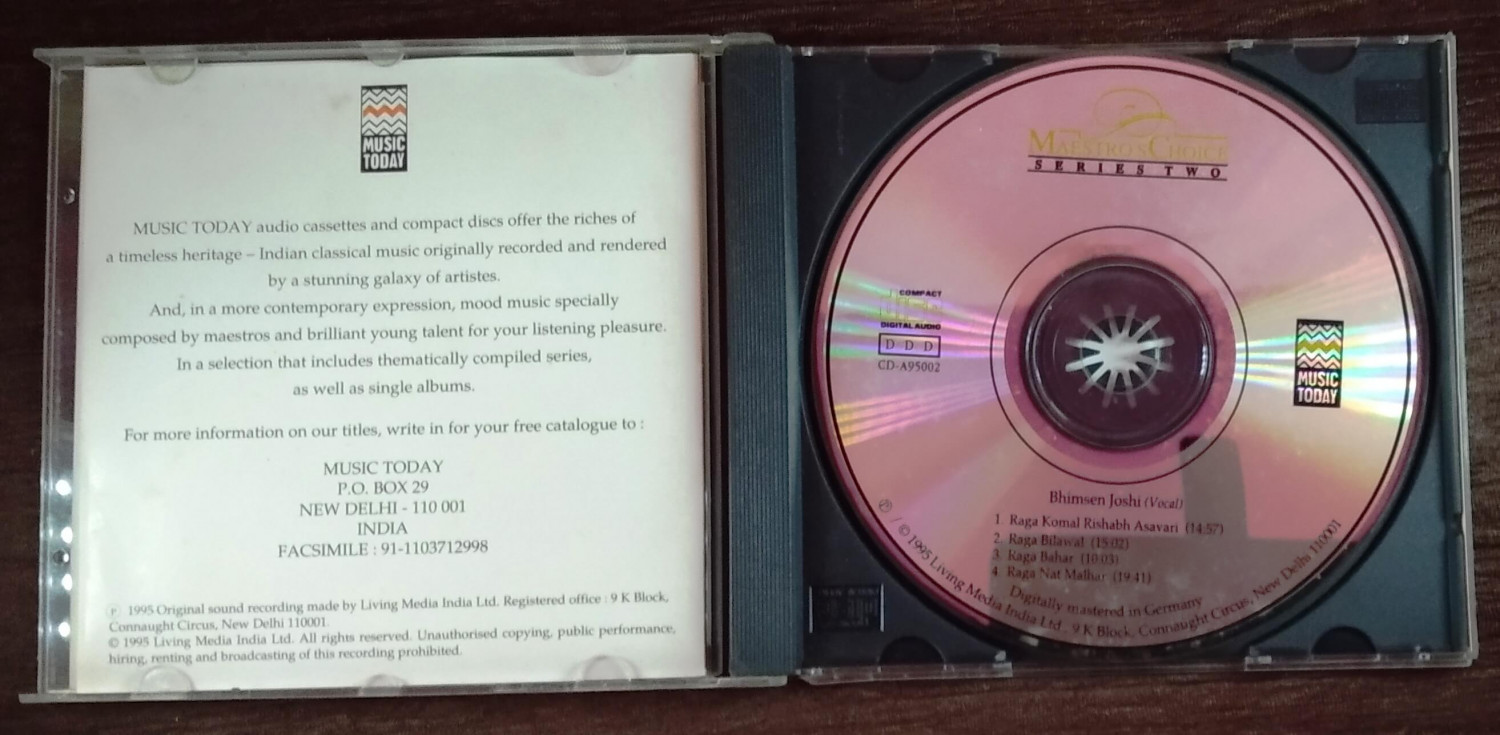 MUSIC
TODAY
MUSIC TODAY audio cassettes and compact discs offer the riches of
a timeless heritage – Indian classical music originally recorded and rendered
by a stunning galaxy of artistes.
And, in a more contemporary expression, mood music specially
composed by maestros and brilliant young talent for your listening pleasure.
In a selection that includes thematically compiled series,
as well as single albums.
For more information on our titles, write in for your free catalogue to :
MUSIC TODAY
P.O. BOX 29
NEW DELHI - 110 001
INDIA
FACSIMILE : 91-1103712998
℗ 1995 Original sound recording made by Living Media India Ltd. Registered office : 9 K Block,
Connaught Circus, New Delhi 110001.
© 1995 Living Media India Ltd. All rights reserved. Unauthorised copying, public performance,
hiring, renting and broadcasting of this recording prohibited.
MAESTRO'S CHOICE
SERIES TWO
COMPACT
disc
DIGITAL AUDIO
D D D
CD-A95002
MUSIC
TODAY
Bhimsen Joshi (Vocal)
1. Raga Komal Rishabh Asavari (14:57)
2. Raga Bilawal (15:02)
3. Raga Bahar (10:03)
4. Raga Nat Malhar (19:41)
Digitally mastered in Germany
℗ / © 1995 Living Media India Ltd., 9 K Block, Connaught Circus, New Delhi 110001